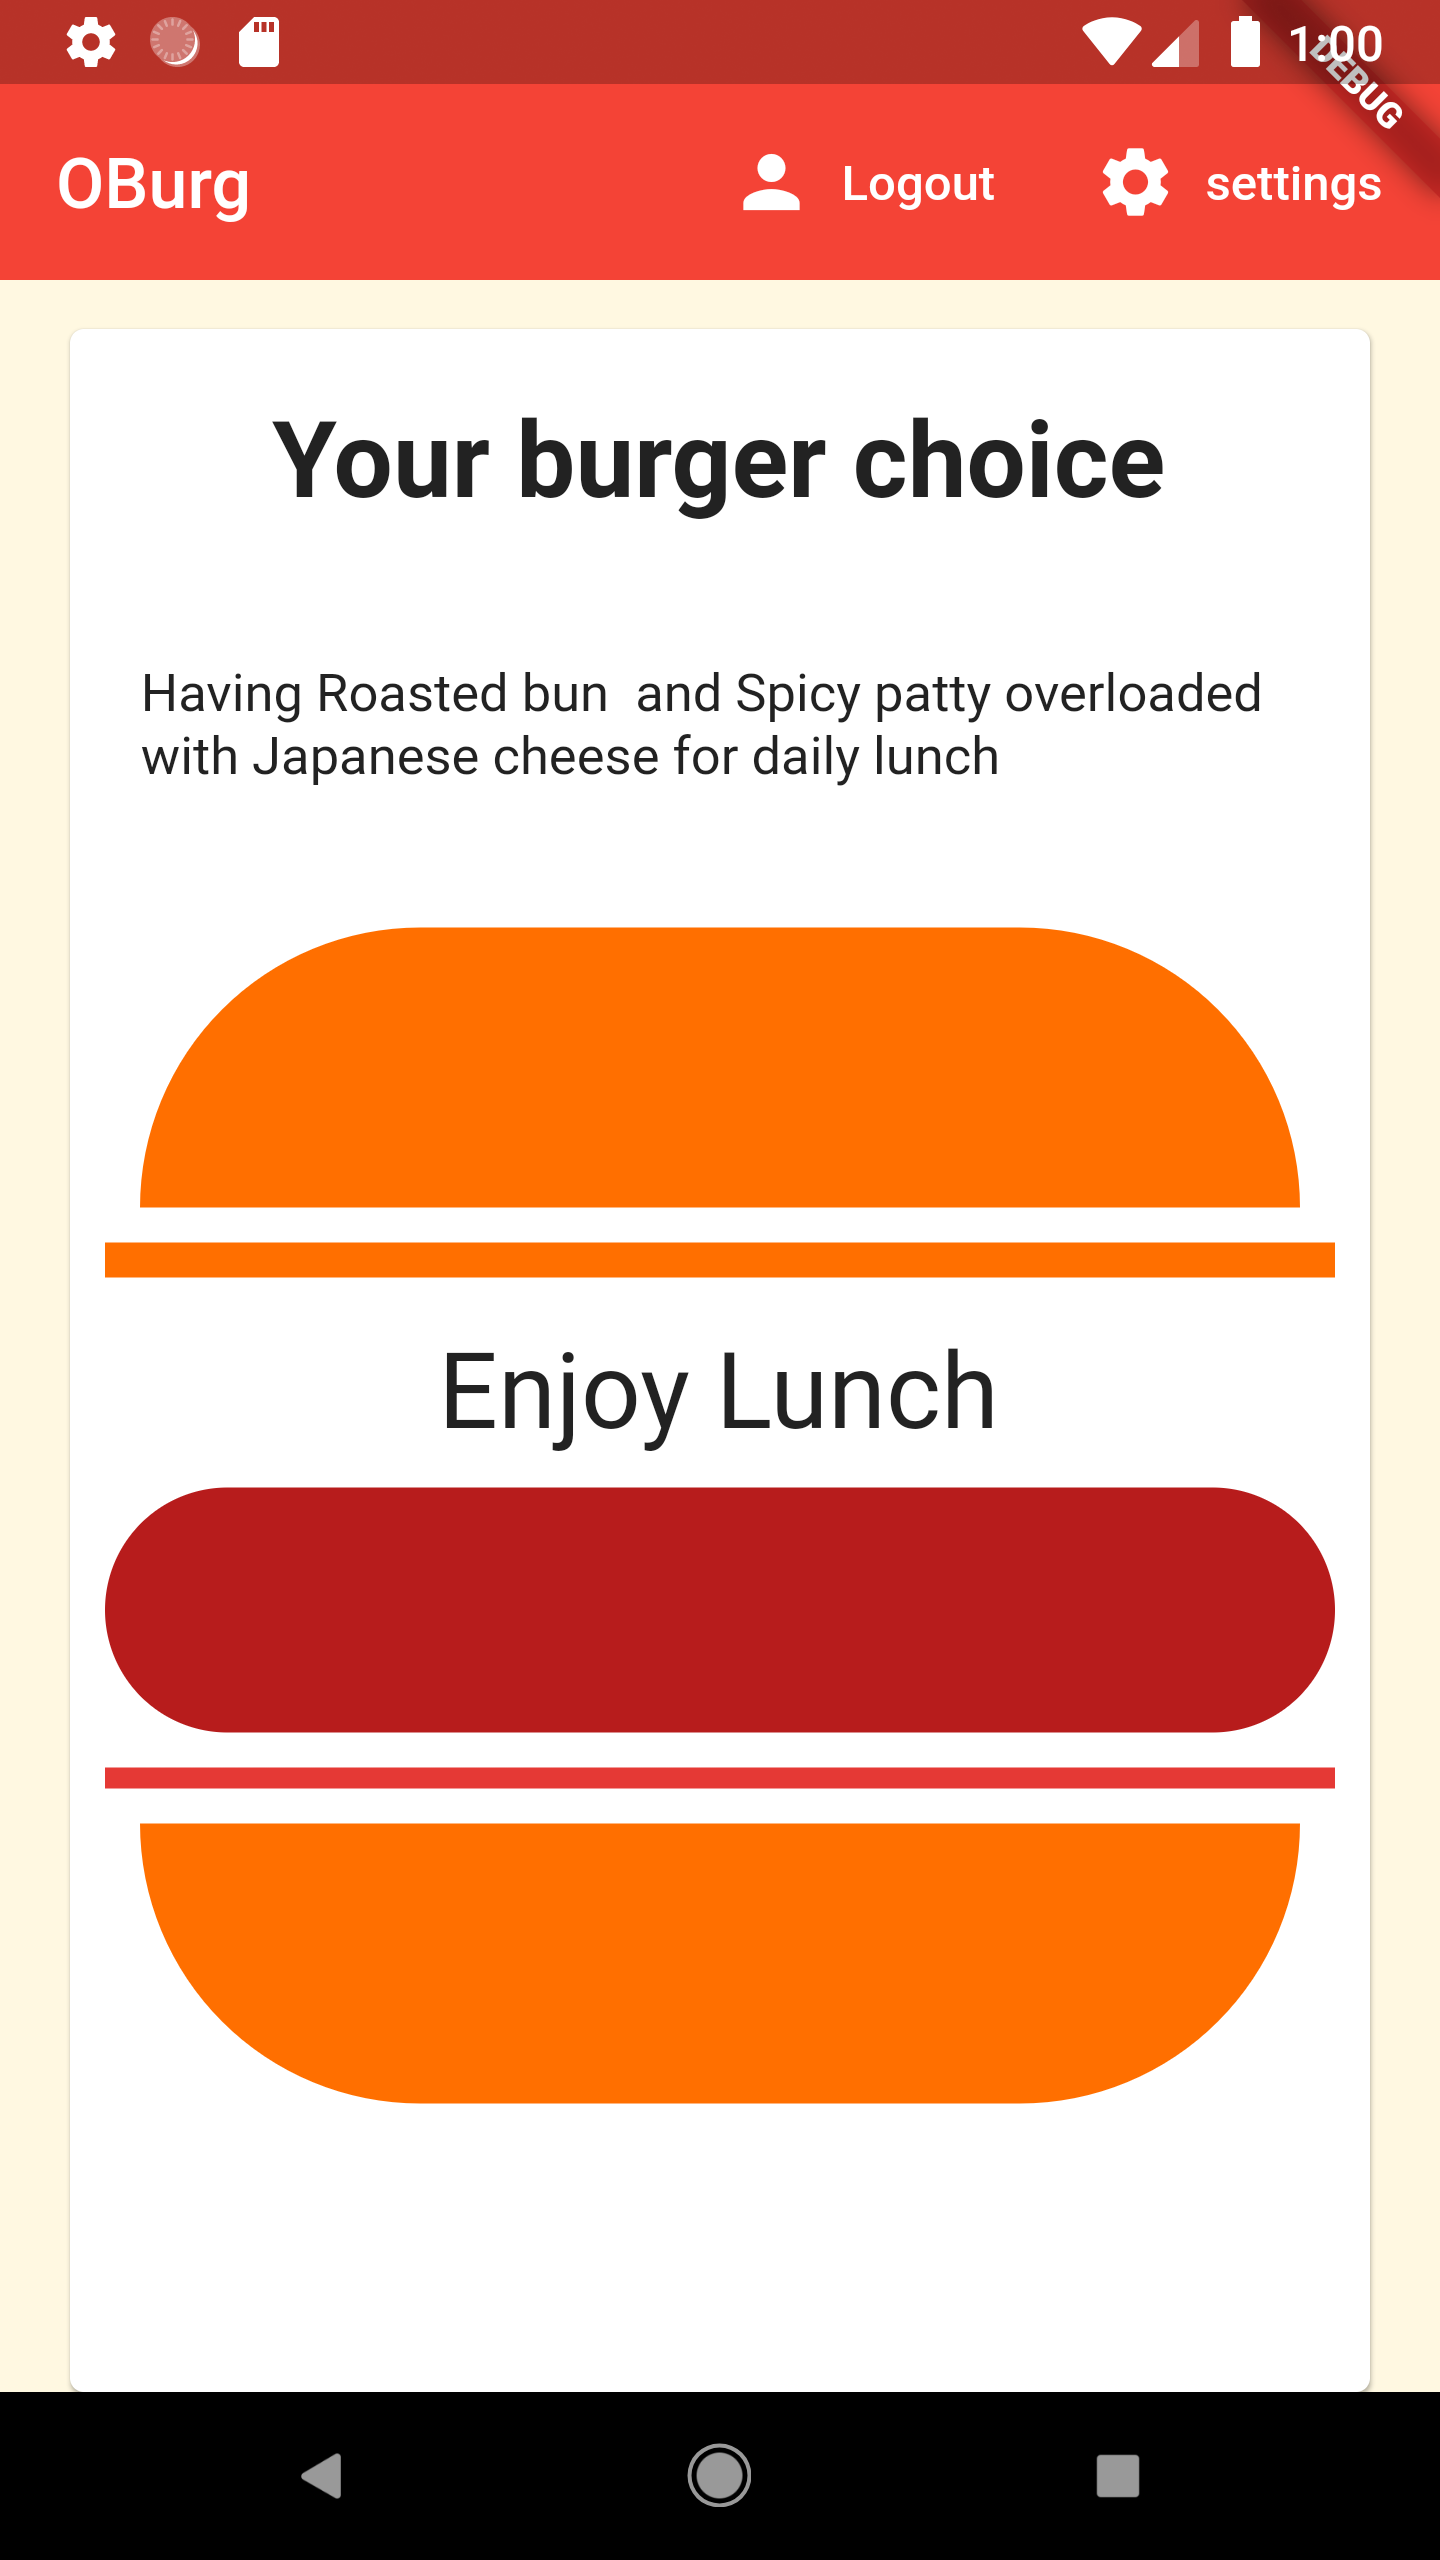 1:00
DEBUG
OBurg
Logout
settings
Your burger choice
Having Roasted bun  and Spicy patty overloaded
with Japanese cheese for daily lunch
Enjoy Lunch